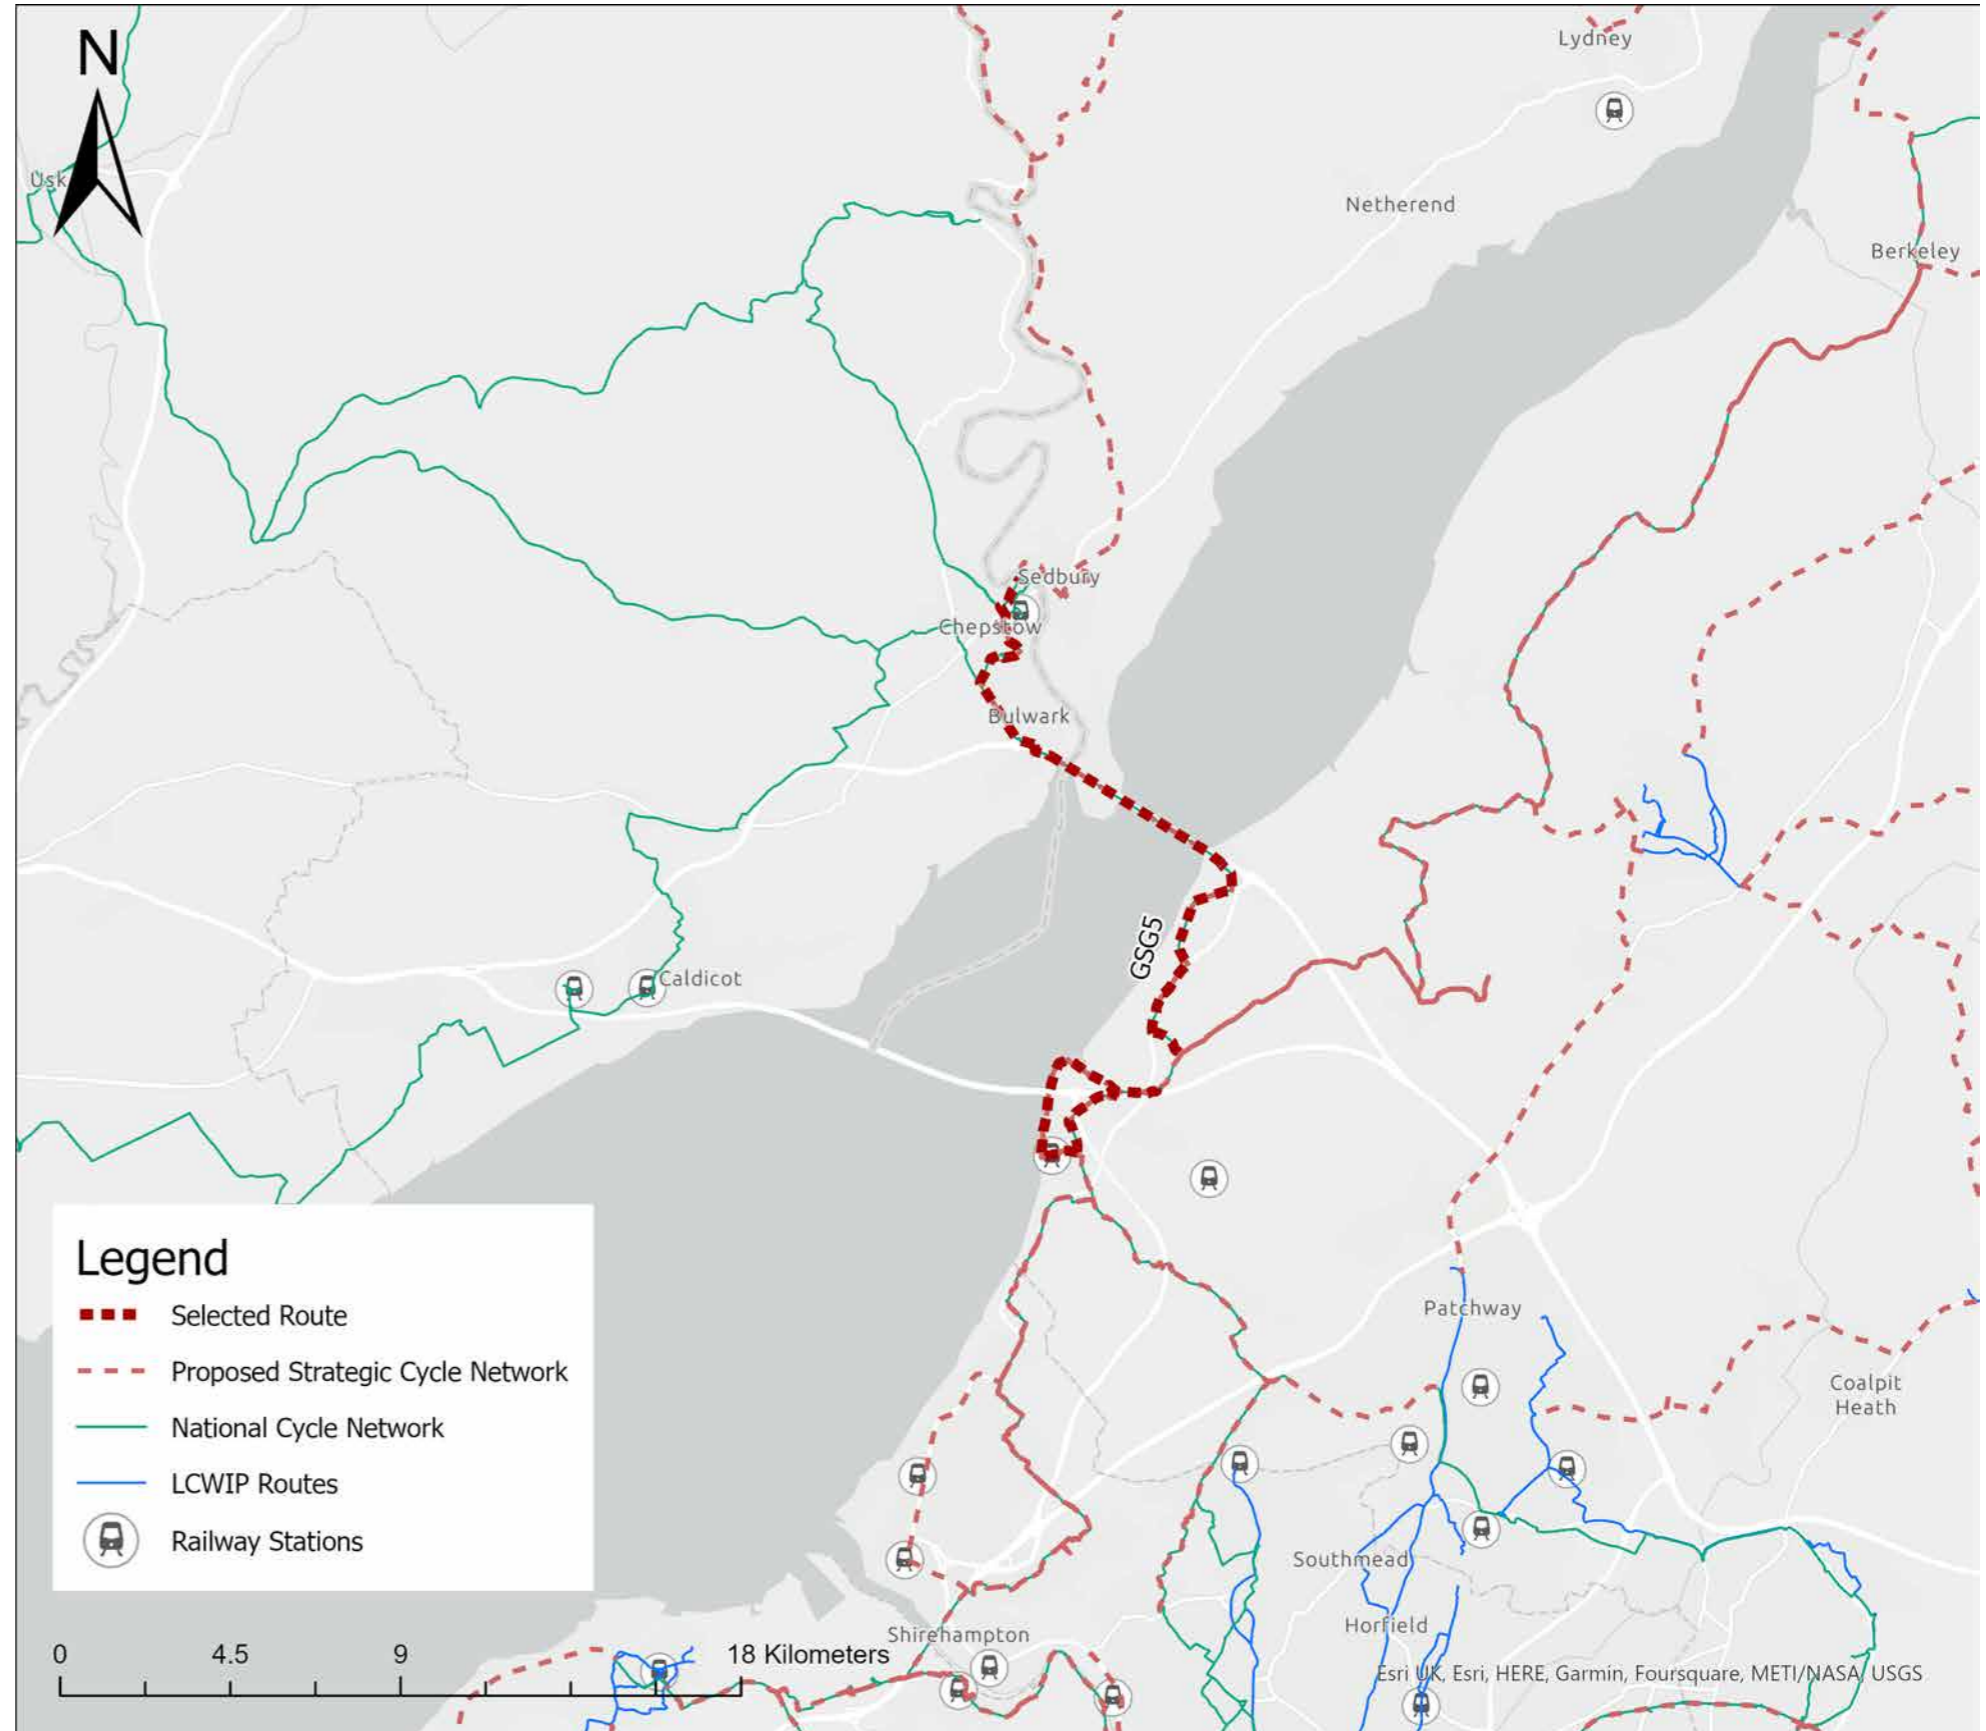 N
Lydney
Usk
Netherend
Berkeley
Sedbury
Chepstow
Bulwark
GSG5
Caldicot
Legend
Selected Route
Proposed Strategic Cycle Network
National Cycle Network
LCWIP Routes
Railway Stations
Patchway
Coalpit
Heath
Southmead
Horfield
Shirehampton
0 4.5 9 18 Kilometers
Esri UK, Esri, HERE, Garmin, Foursquare, METI/NASA, USGS